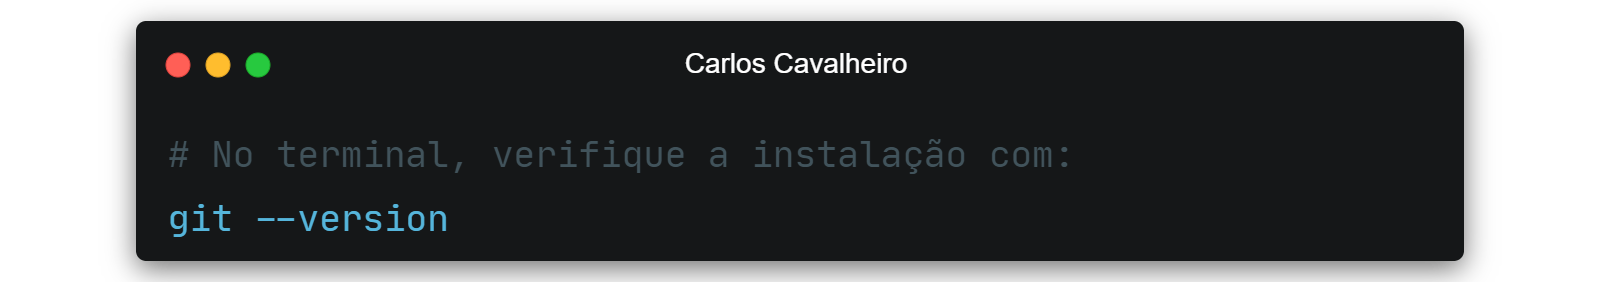 Carlos Cavalheiro
# No terminal, verifique a instalação com:
git --version